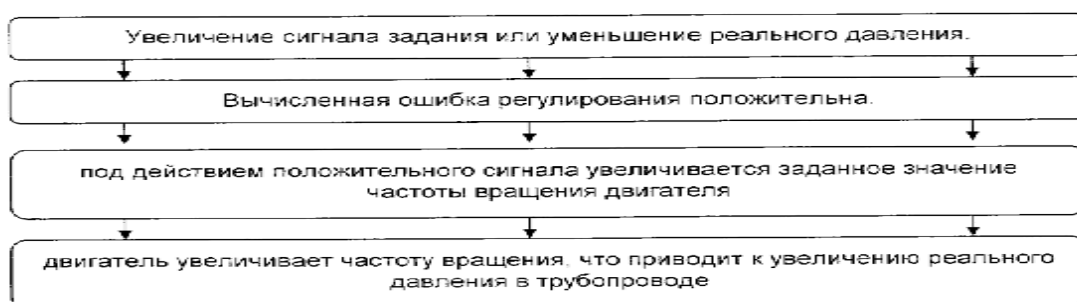 Увеличение сигнала задания или уменьшение реального давления.
Вычисленная ошибка регулирования положительна.
под действием положительного сигнала увеличивается заданное значение
частоты вращения двигателя
двигатель увеличивает частоту вращения, что приводит к увеличению реального
давления в трубопроводе